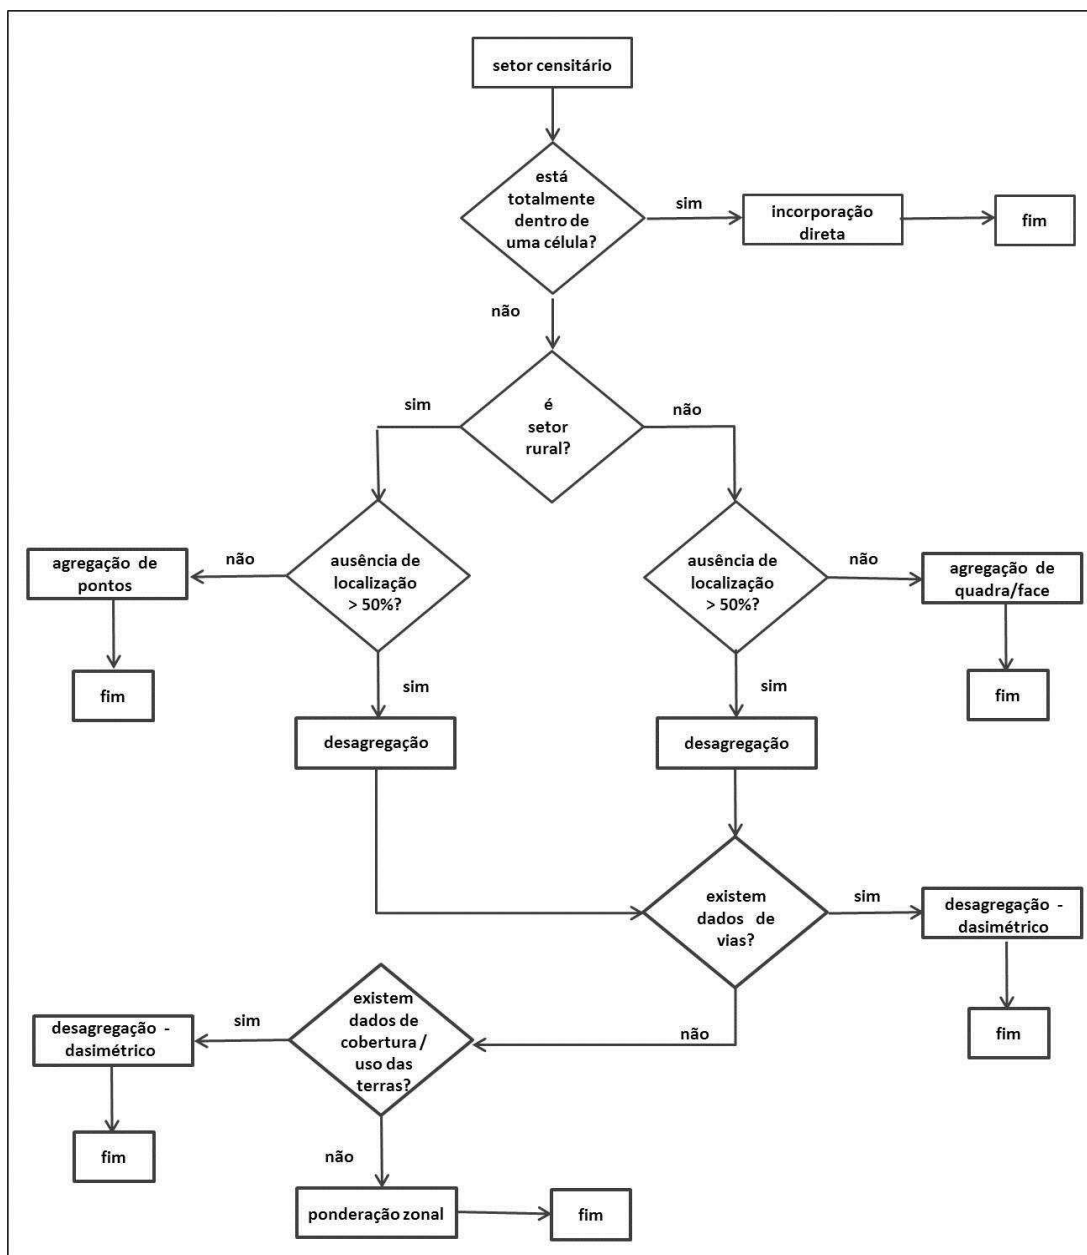 setor censitário
está
totalmente
dentro de
uma célula?
sim
incorporação
direta
fim
não
é
setor
rural?
sim
não
ausência de
localização
> 50%?
não
agregação de
pontos
fim
sim
desagregação
ausência de
localização
> 50%?
não
agregação de
quadra/face
fim
sim
desagregação
existem
dados de
vias?
sim
desagregação -
dasimétrico
fim
não
existem
dados de
cobertura /
uso das
terras?
sim
desagregação -
dasimétrico
fim
não
ponderação zonal
fim